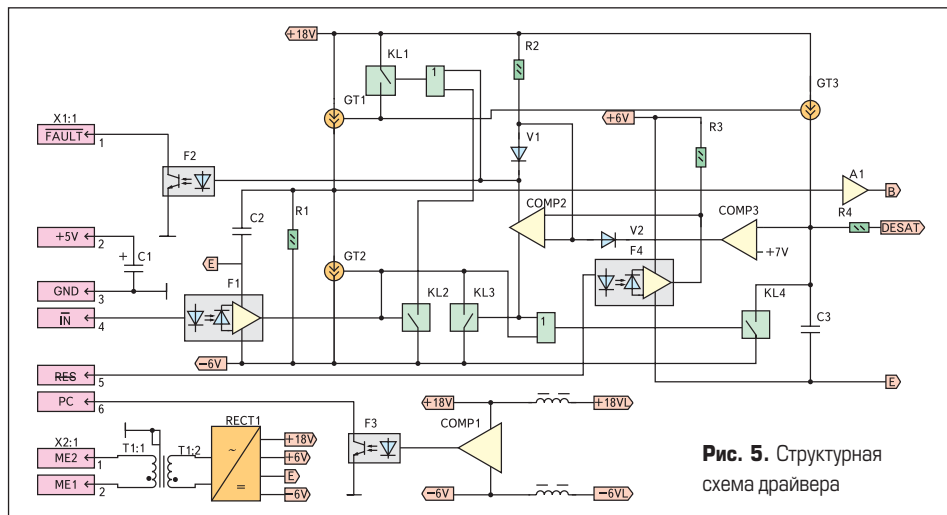 +18V
R2
KL1
1
GT1
GT3
+6V
R3
X1:1
FAULT
1
F2
V1
A1
B
C2
R1
COMP2
COMP3
R4
DESAT
+5V
2
C1
+
E
GT2
V2
+7V
F4
GND
3
F1
KL2
KL3
KL4
IN
4
1
C3
-6V
RES
5
E
PC
6
+18V
+18VL
RECT1
F3
COMP1
X2:1
T1:1
T1:2
~
=
+18V
+6V
E
-6V
ME2
1
ME1
2
-6V
-6VL
Рис. 5. Структурная
схема драйвера